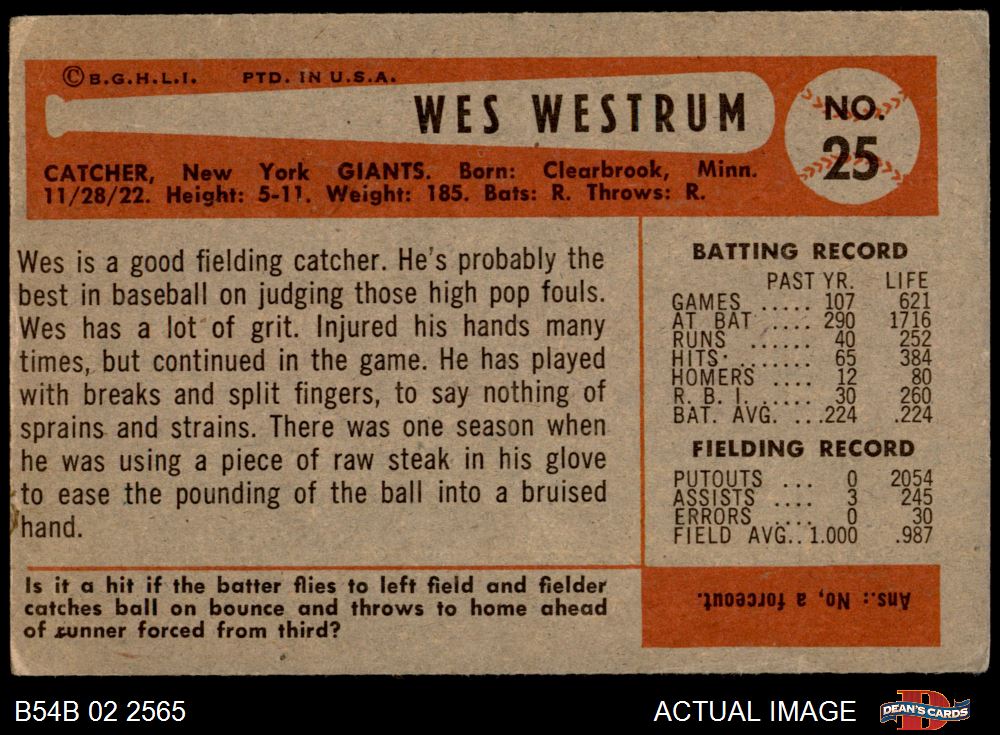 © B.G.H.L.I. PTD. IN U.S.A.
WES WESTRUM
NO.
25
CATCHER, New York GIANTS. Born: Clearbrook, Minn.
11/28/22. Height: 5-11. Weight: 185. Bats: R. Throws: R.
Wes is a good fielding catcher. He's probably the
best in baseball on judging those high pop fouls.
Wes has a lot of grit. Injured his hands many
times, but continued in the game. He has played
with breaks and split fingers, to say nothing of
sprains and strains. There was one season when
he was using a piece of raw steak in his glove
to ease the pounding of the ball into a bruised
hand.
BATTING RECORD
PAST YR. LIFE
GAMES ..... 107 621
AT BAT .... 290 1716
RUNS ...... 40 252
HITS ....... 65 384
HOMERS .... 12 80
R. B. I. ..... 30 260
BAT. AVG. ... .224 .224
FIELDING RECORD
PUTOUTS ... 0 2054
ASSISTS .... 3 245
ERRORS .... 0 30
FIELD AVG.. 1.000 .987
Is it a hit if the batter flies to left field and fielder
catches ball on bounce and throws to home ahead
of runner forced from third?
Ans.: No, a forceout.
B54B 02 2565
ACTUAL IMAGE
D
DEAN'S CARDS